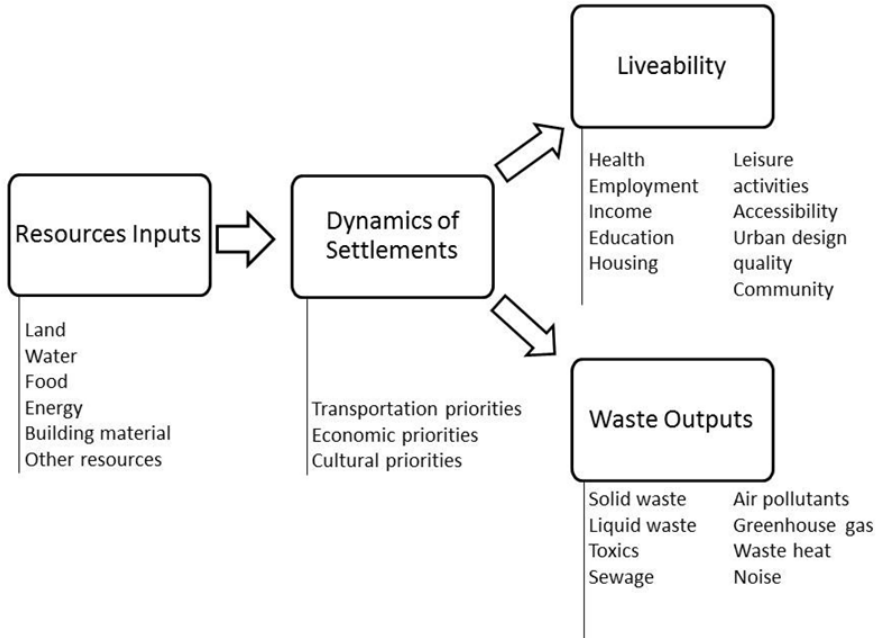 Resources Inputs
Land
Water
Food
Energy
Building material
Other resources
Dynamics of
Settlements
Transportation priorities
Economic priorities
Cultural priorities
Liveability
Health
Employment
Income
Education
Housing
Leisure
activities
Accessibility
Urban design
quality
Community
Waste Outputs
Solid waste
Liquid waste
Toxics
Sewage
Air pollutants
Greenhouse gas
Waste heat
Noise